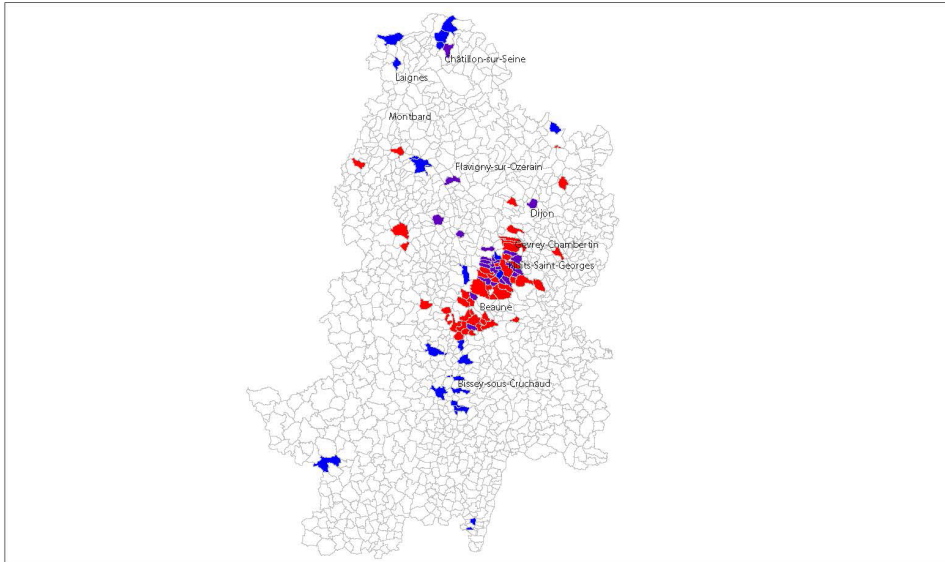 Châtillon-sur-Seine
Laignes
Montbard
Flavigny-sur-Ozerain
Dijon
Gevrey-Chambertin
Nuits-Saint-Georges
Beaune
Bissey-sous-Cruchaud